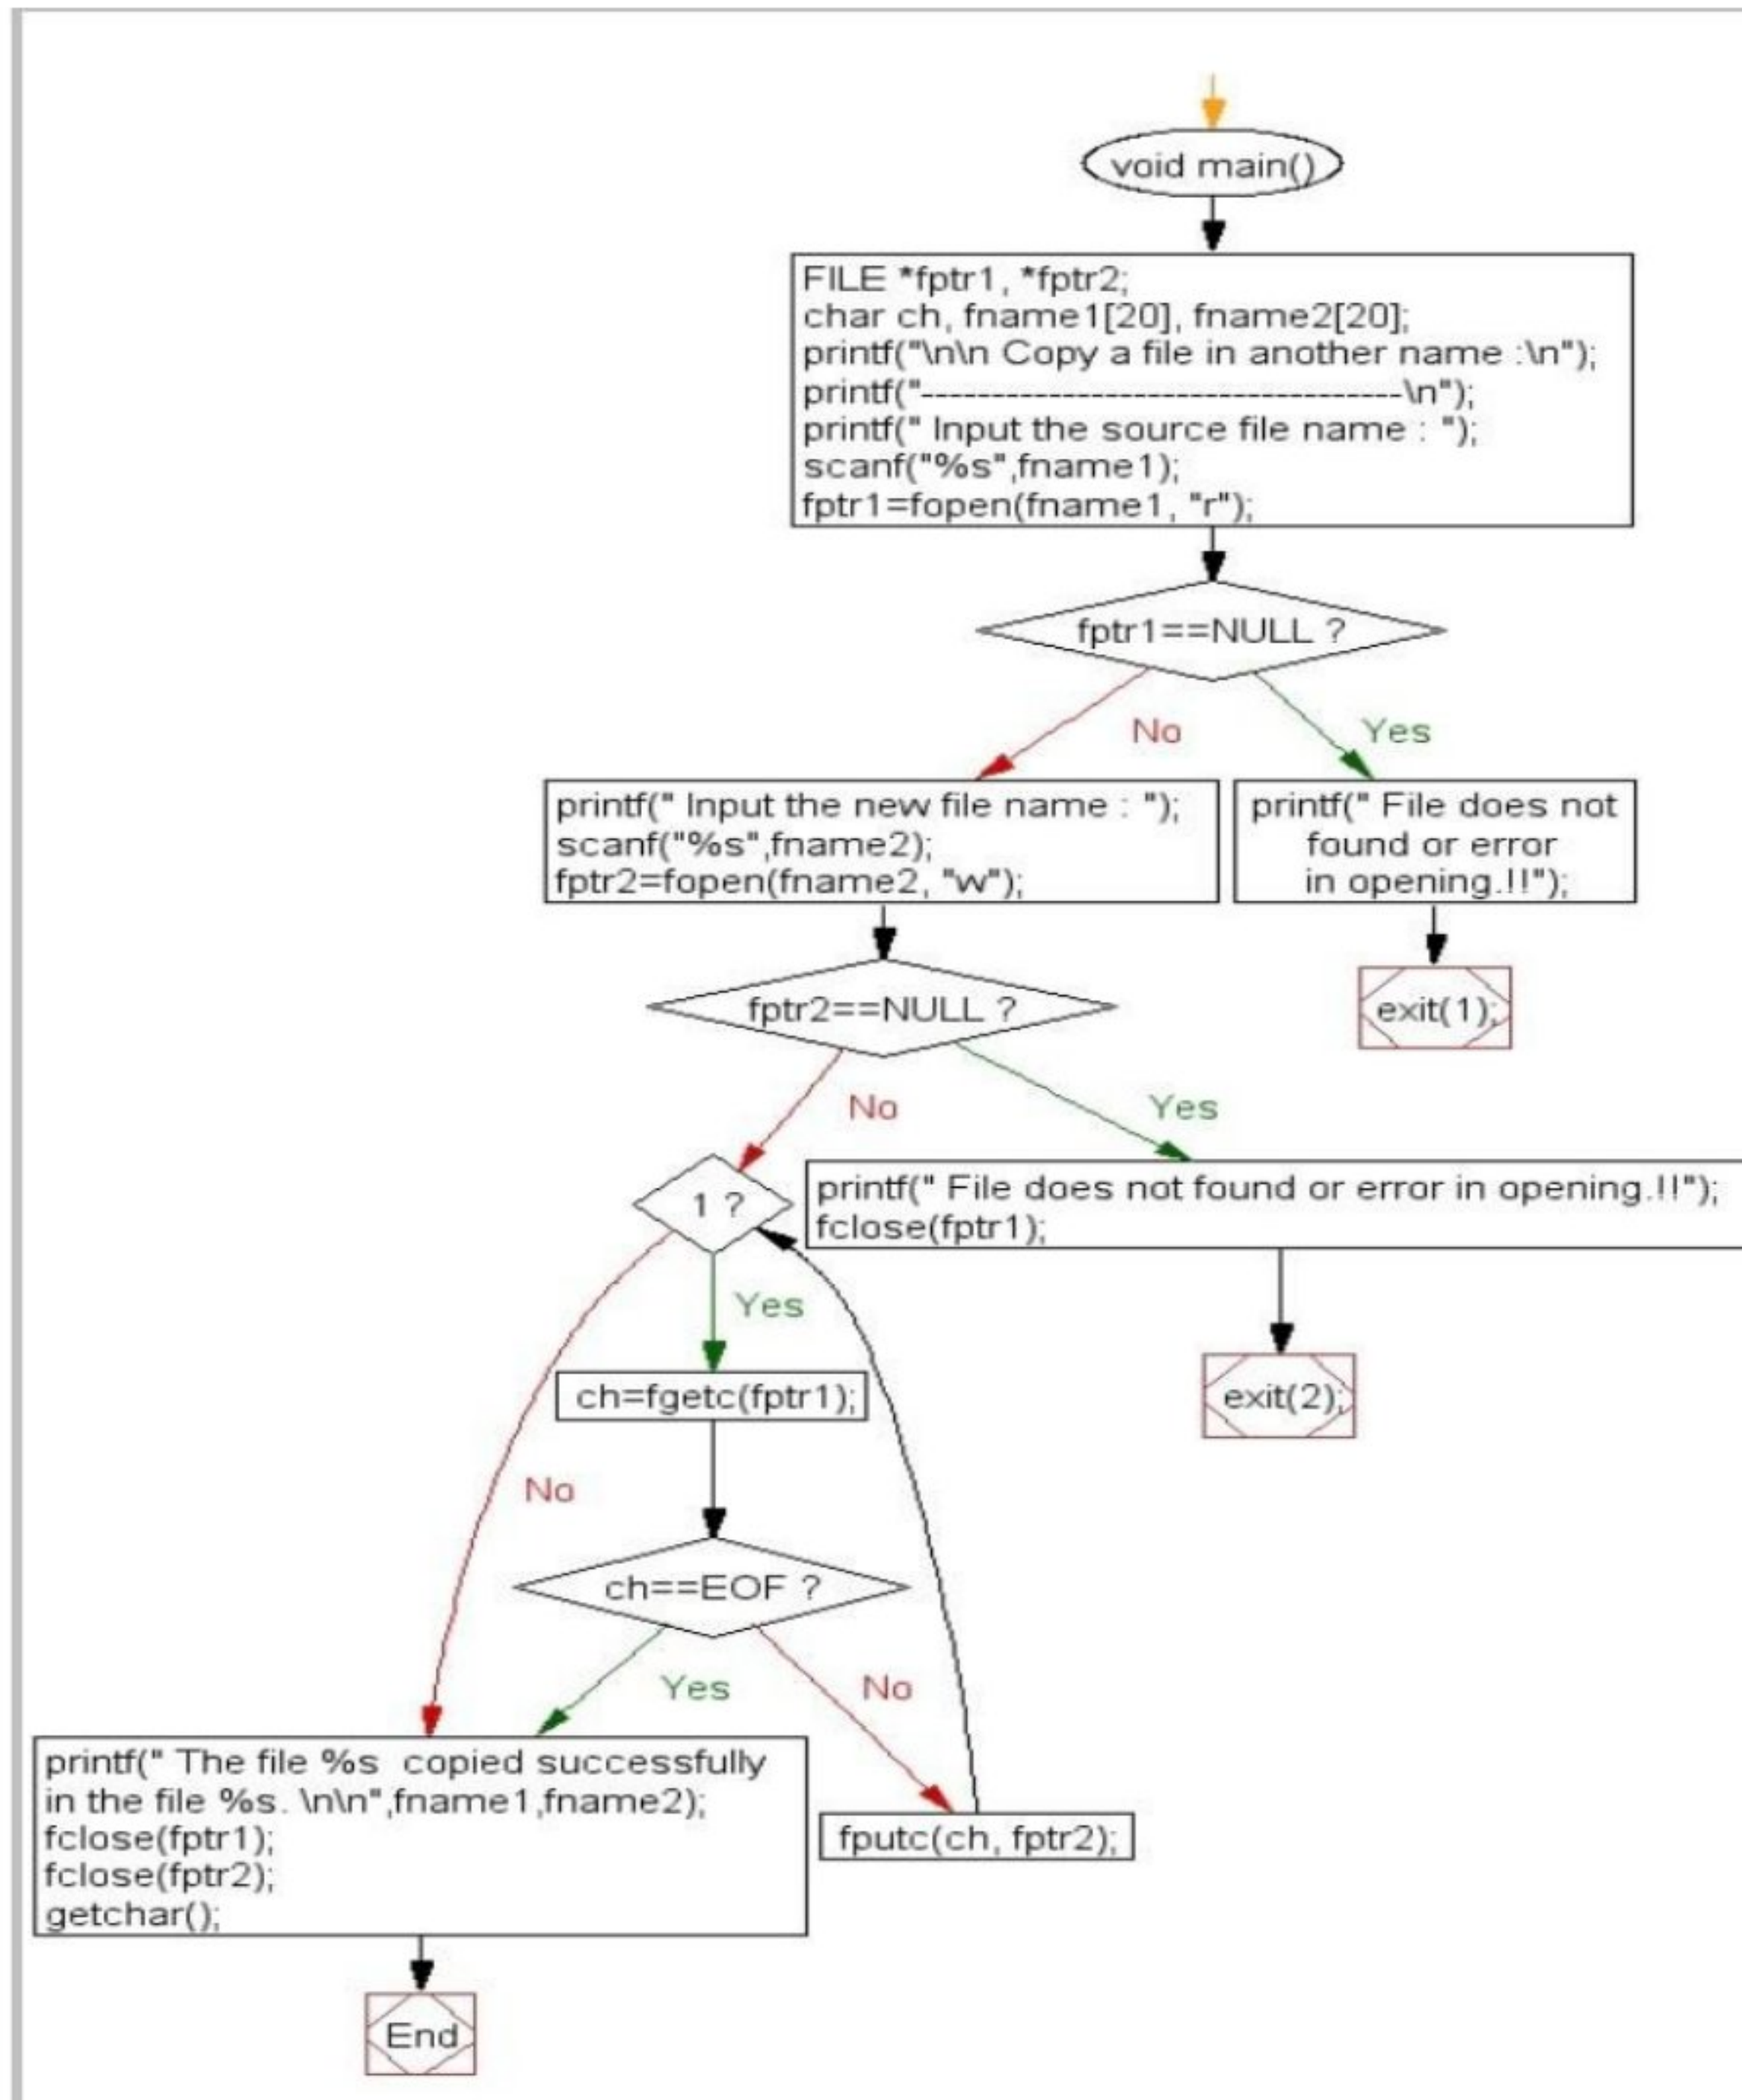 void main()
FILE *fptr1, *fptr2;
char ch, fname1[20], fname2[20];
printf("\n\n Copy a file in another name :\n");
printf("----------------------------------\n");
printf(" Input the source file name : ");
scanf("%s",fname1);
fptr1=fopen(fname1, "r");
fptr1==NULL ?
No
Yes
printf(" Input the new file name : ");
scanf("%s",fname2);
fptr2=fopen(fname2, "w");
printf(" File does not
found or error
in opening.!!");
fptr2==NULL ?
exit(1);
No
Yes
1 ?
printf(" File does not found or error in opening.!!");
fclose(fptr1);
Yes
ch=fgetc(fptr1);
exit(2);
No
ch==EOF ?
Yes
No
printf(" The file %s  copied successfully
in the file %s. \n\n",fname1,fname2);
fclose(fptr1);
fclose(fptr2);
getchar();
fputc(ch, fptr2);
End